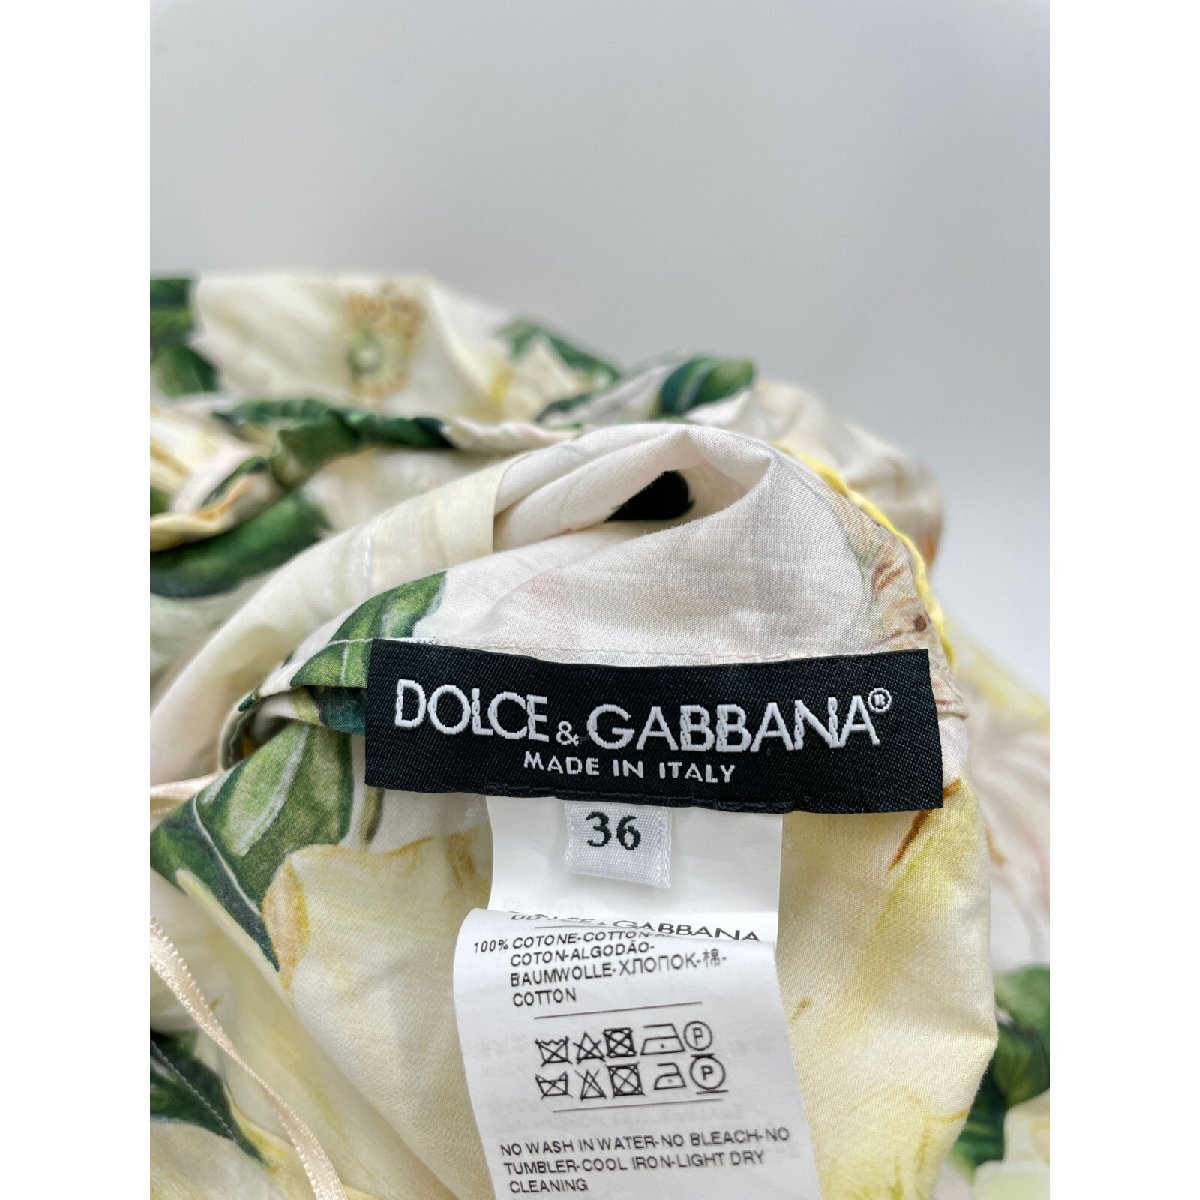 DOLCE & GABBANA®
MADE IN ITALY
36
DOLCE & GABBANA
100% COTONE-COTTON-
COTON-ALGODÃO-
BAUMWOLLE-ХЛОПОК-棉-
COTTON
P
P
NO WASH IN WATER-NO BLEACH-NO
TUMBLER-COOL IRON-LIGHT DRY
CLEANING